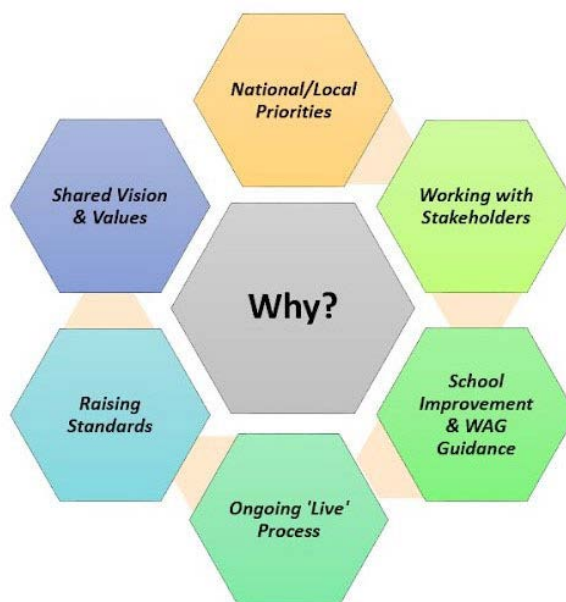 National/Local
Priorities
Shared Vision
& Values
Working with
Stakeholders
Why?
Raising
Standards
School
Improvement
& WAG
Guidance
Ongoing 'Live'
Process